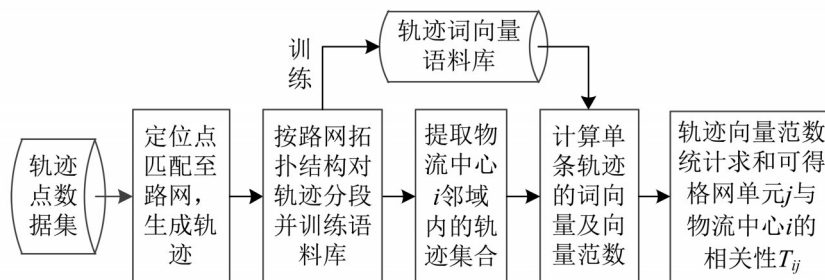 轨迹词向量
语料库
训
练
轨迹
点数
据集
定位点
匹配至
路网，
生成轨迹
按路网拓
扑结构对
轨迹分段
并训练语
料库
提取物
流中心
i邻域
内的轨
迹集合
计算单
条轨迹
的词向
量及向
量范数
轨迹向量范数
统计求和可得
格网单元j与
物流中心i的
相关性Tij